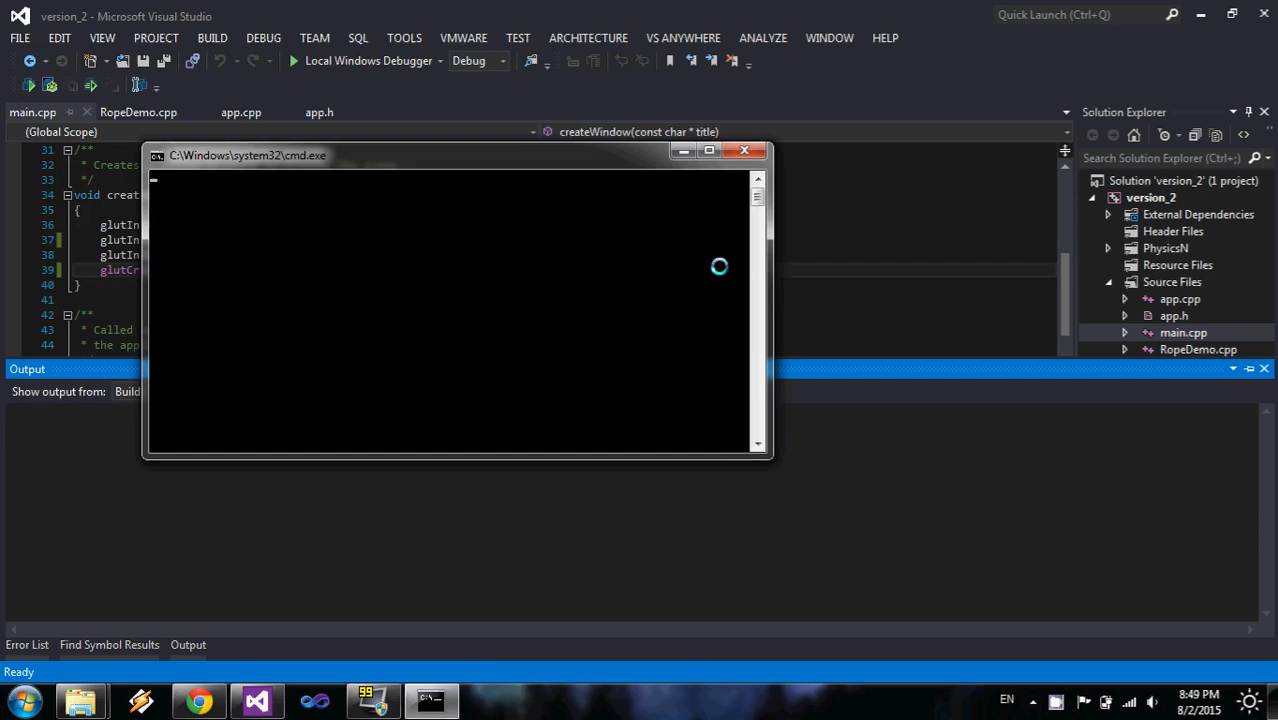 version_2 - Microsoft Visual Studio
Quick Launch (Ctrl+Q)
FILE EDIT VIEW PROJECT BUILD DEBUG TEAM SQL TOOLS VMWARE TEST ARCHITECTURE VS ANYWHERE ANALYZE WINDOW HELP
Local Windows Debugger Debug
main.cpp RopeDemo.cpp app.cpp app.h
Solution Explorer
(Global Scope)
createWindow(const char * title)
C:\Windows\system32\cmd.exe
31 /**
32 * Creates
33 */
34 void creat
35 {
36 glutIn
37 glutIn
38 glutIn
39 glutCr
40 }
41
42 /**
43 * Called
44 * the app
Search Solution Explorer (Ctrl+;)
Solution 'version_2' (1 project)
version_2
External Dependencies
Header Files
PhysicsN
Resource Files
Source Files
app.cpp
app.h
main.cpp
RopeDemo.cpp
Output
Show output from: Build
Error List Find Symbol Results Output
Ready
99
C:\.
EN
8:49 PM
8/2/2015